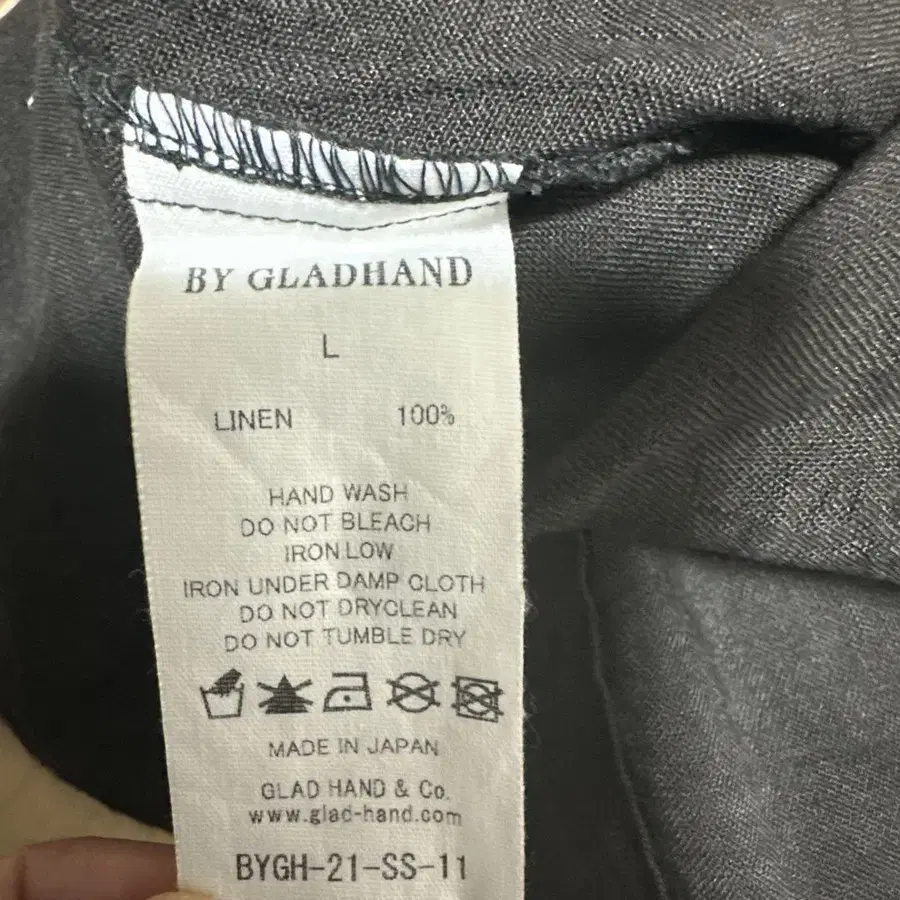 BY GLADHAND
L
LINEN 100%
HAND WASH
DO NOT BLEACH
IRON LOW
IRON UNDER DAMP CLOTH
DO NOT DRYCLEAN
DO NOT TUMBLE DRY
MADE IN JAPAN
GLAD HAND & Co.
www.glad-hand.com
BYGH-21-SS-11